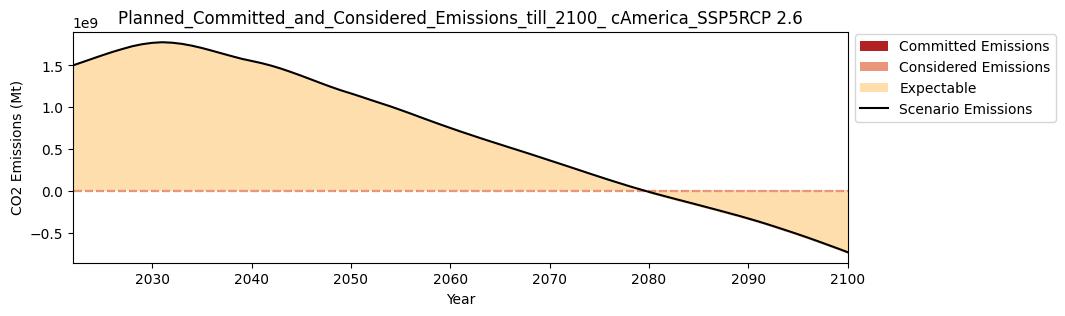 Planned_Committed_and_Considered_Emissions_till_2100_ cAmerica_SSP5RCP 2.6
1e9
1.5
1.0
0.5
0.0
−0.5
CO2 Emissions (Mt)
2030 2040 2050 2060 2070 2080 2090 2100
Year
Committed Emissions
Considered Emissions
Expectable
Scenario Emissions